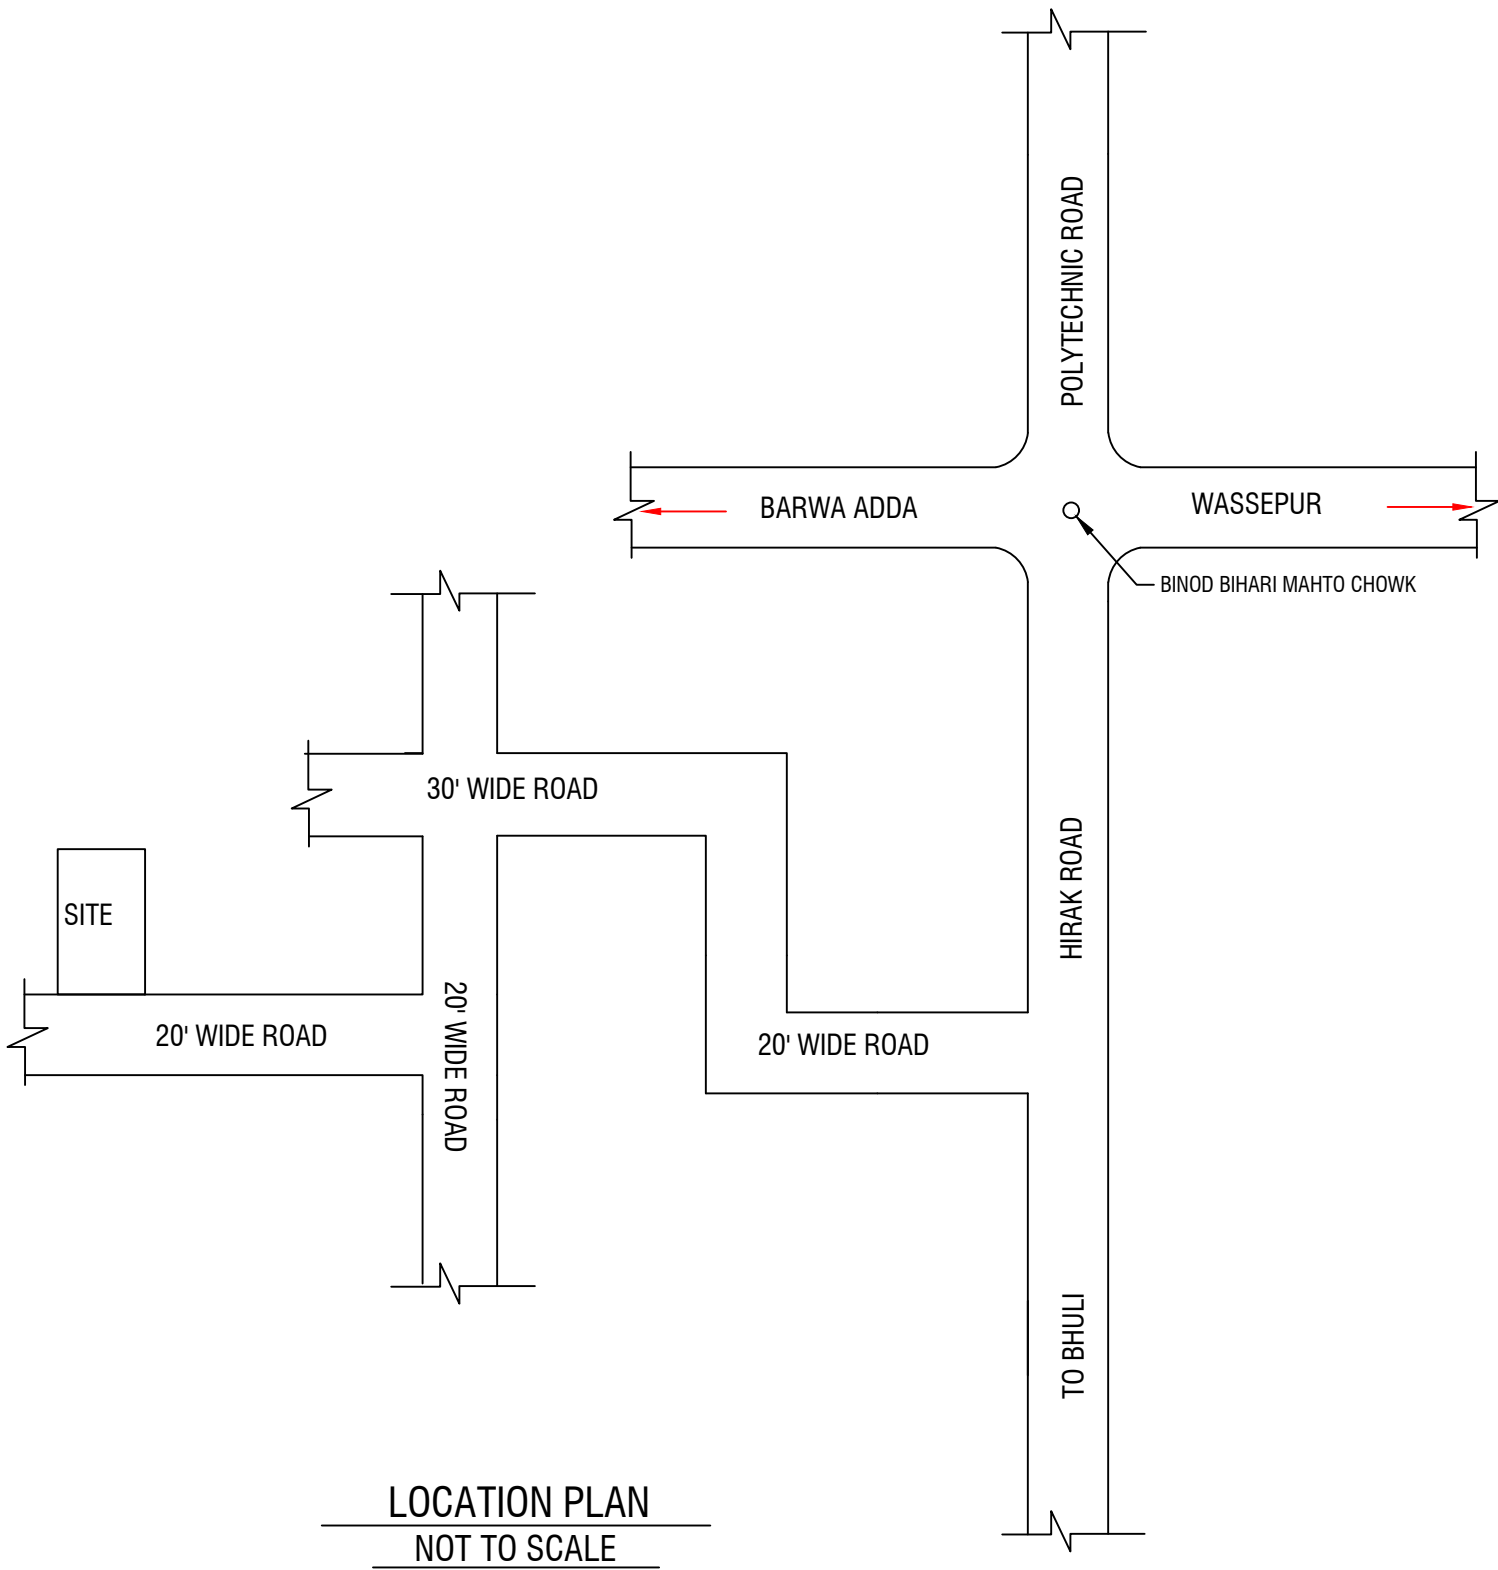 POLYTECHNIC ROAD
BARWA ADDA
WASSEPUR
BINOD BIHARI MAHTO CHOWK
30' WIDE ROAD
HIRAK ROAD
SITE
20' WIDE ROAD
20' WIDE ROAD
20' WIDE ROAD
TO BHULI
LOCATION PLAN
NOT TO SCALE